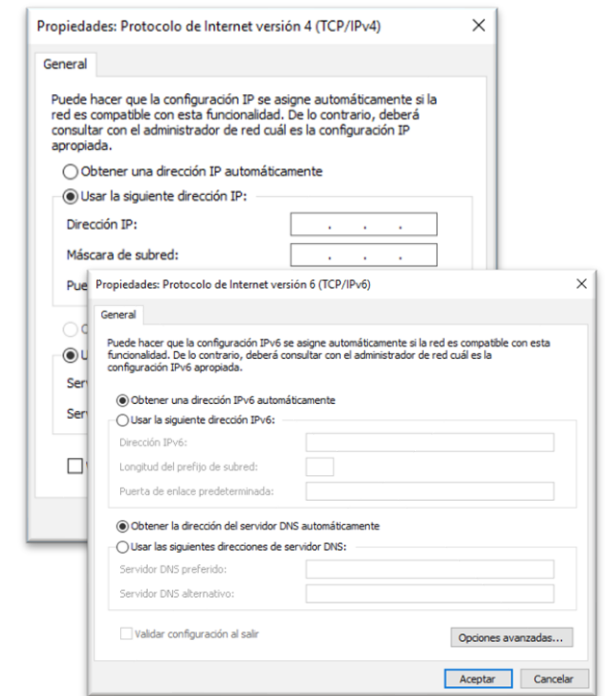 Propiedades: Protocolo de Internet versión 4 (TCP/IPv4)
General
Puede hacer que la configuración IP se asigne automáticamente si la
red es compatible con esta funcionalidad. De lo contrario, deberá
consultar con el administrador de red cuál es la configuración IP
apropiada.
Obtener una dirección IP automáticamente
Usar la siguiente dirección IP:
Dirección IP:
Máscara de subred:
Pue
Ser
Ser
Propiedades: Protocolo de Internet versión 6 (TCP/IPv6)
General
Puede hacer que la configuración IPv6 se asigne automáticamente si la red es compatible con esta
funcionalidad. De lo contrario, deberá consultar con el administrador de red cuál es la
configuración IPv6 apropiada.
Obtener una dirección IPv6 automáticamente
Usar la siguiente dirección IPv6:
Dirección IPv6:
Longitud del prefijo de subred:
Puerta de enlace predeterminada:
Obtener la dirección del servidor DNS automáticamente
Usar las siguientes direcciones de servidor DNS:
Servidor DNS preferido:
Servidor DNS alternativo:
Validar configuración al salir
Opciones avanzadas...
Aceptar
Cancelar